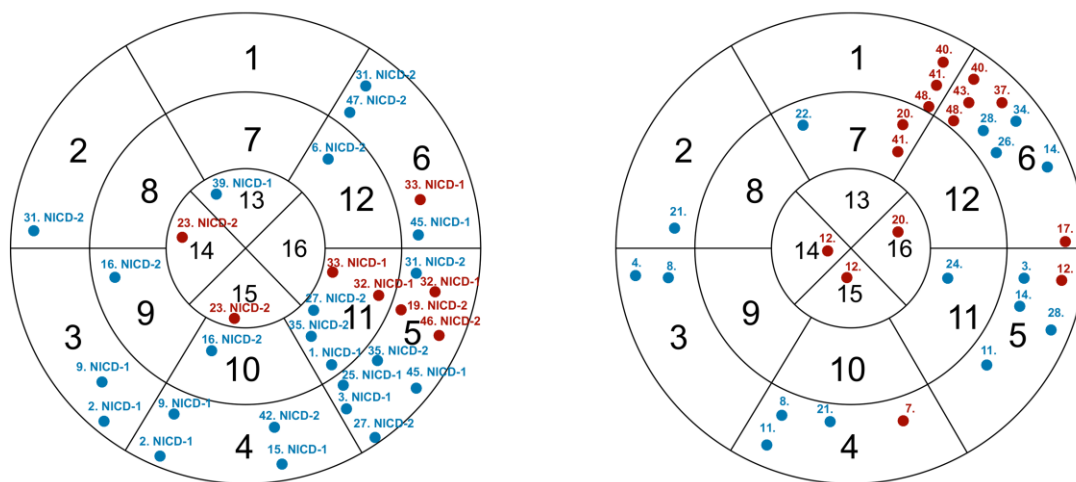 1
31. NICD-2
47. NICD-2
2
7
6. NICD-2
6
8
12
33. NICD-1
39. NICD-1
13
31. NICD-2
23. NICD-2
45. NICD-1
14
16
16. NICD-2
33. NICD-1
31. NICD-2
32. NICD-1
32. NICD-1
15
27. NICD-2
19. NICD-2
9
23. NICD-2
11
46. NICD-2
3
35. NICD-2
5
16. NICD-2
1. NICD-1
35. NICD-2
9. NICD-1
10
25. NICD-1
45. NICD-1
2. NICD-1
9. NICD-1
3. NICD-1
42. NICD-2
27. NICD-2
2. NICD-1
4
15. NICD-1
1
40.
40.
41.
43.
37.
48.
48.
34.
22.
20.
28.
2
7
41.
26.
6
14.
8
12
13
21.
20.
17.
14
12.
16
4.
8.
12.
24.
3.
12.
15
14.
9
11
28.
3
5
11.
10
8.
21.
7.
11.
4